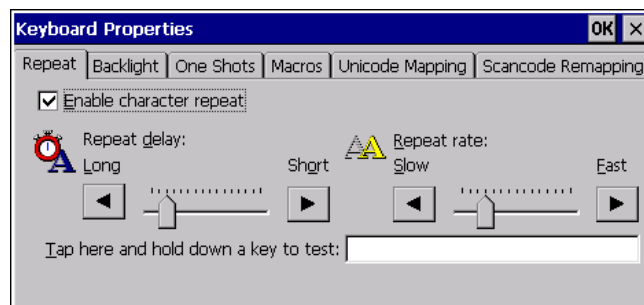 Keyboard Properties OK ×
Repeat Backlight One Shots Macros Unicode Mapping Scancode Remapping
Enable character repeat
Repeat delay: Repeat rate:
Long Short Slow Fast
Tap here and hold down a key to test: